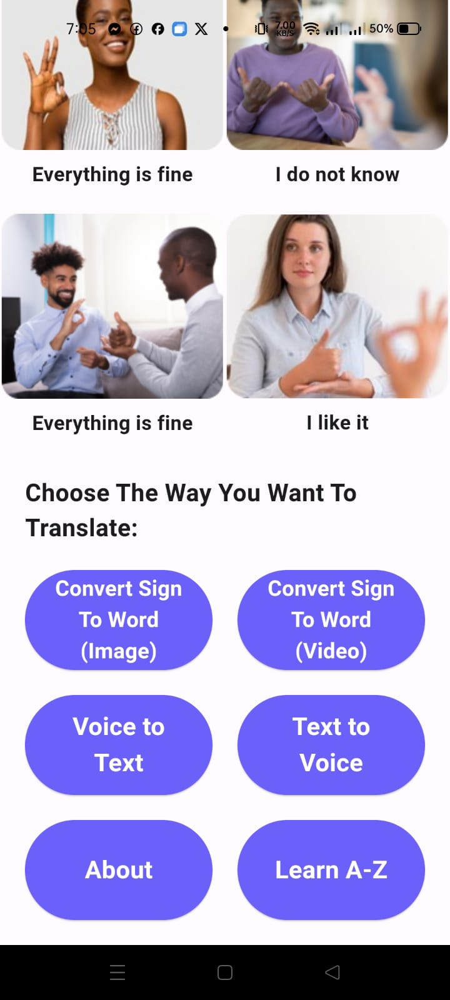 7:05
7.00
KB/S
50%
Everything is fine
I do not know
Everything is fine
I like it
Choose The Way You Want To
Translate:
Convert Sign
To Word
(Image)
Convert Sign
To Word
(Video)
Voice to
Text
Text to
Voice
About
Learn A-Z